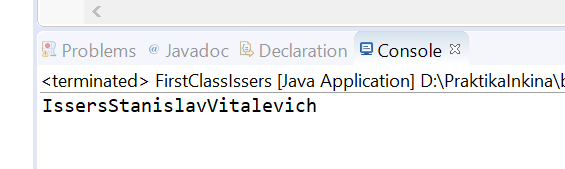 Problems @ Javadoc Declaration Console
<terminated> FirstClassIssers [Java Application] D:\PraktikaInkina\
IssersStanislavVitalevich